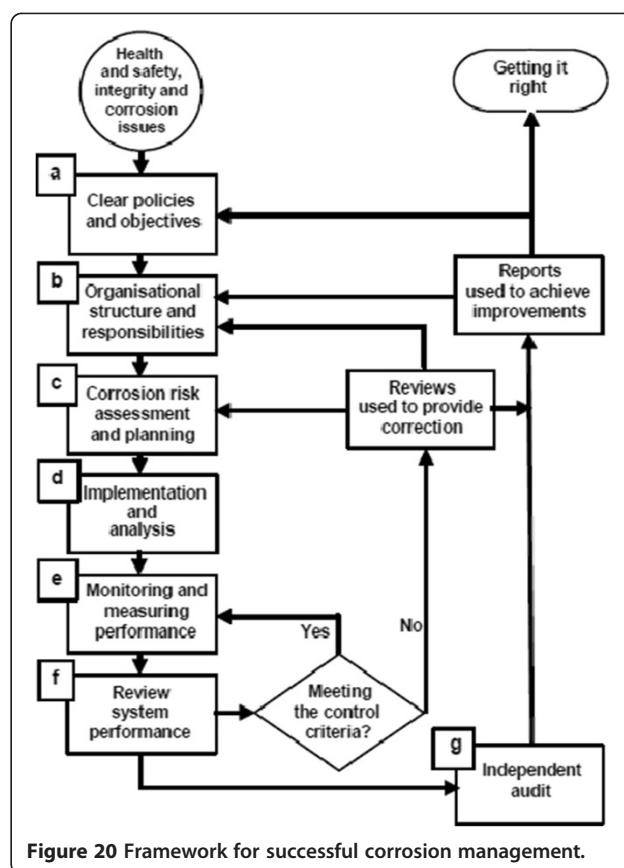 Health
and safety,
integrity and
corrosion
issues
Getting it
right
a
Clear policies
and objectives
b
Organisational
structure and
responsibilities
Reports
used to achieve
improvements
c
Corrosion risk
assessment
and planning
Reviews
used to provide
correction
d
Implementation
and
analysis
e
Monitoring and
measuring
performance
Yes
No
f
Review
system
performance
Meeting
the control
criteria?
g
Independent
audit
Figure 20 Framework for successful corrosion management.